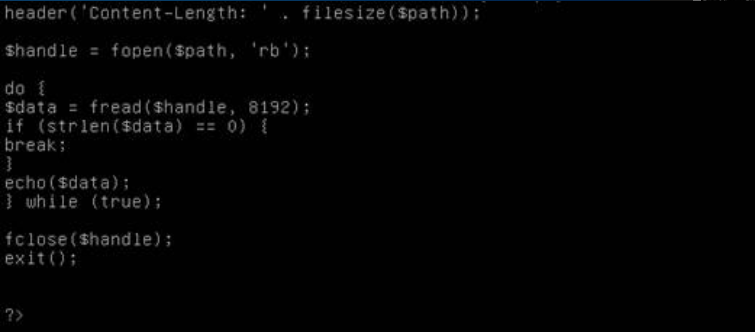 header('Content-Length: ' . filesize($path));
$handle = fopen($path, 'rb');
do {
$data = fread($handle, 8192);
if (strlen($data) == 0) {
break;
}
echo($data);
} while (true);
fclose($handle);
exit();
?>